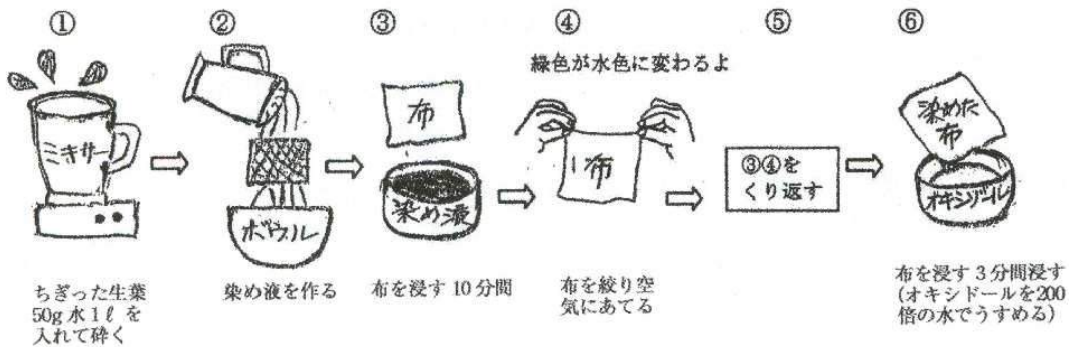 ①
ミキサー
ちぎった生葉
50g 水1ℓを
入れて砕く
②
ボウル
染め液を作る
③
布
染め液
布を浸す 10分間
④
緑色が水色に変わるよ
布
布を絞り空
気にあてる
⑤
③④を
くり返す
⑥
染めた
布
オキシドール
布を浸す 3分間浸す
(オキシドールを200
倍の水でうすめる)